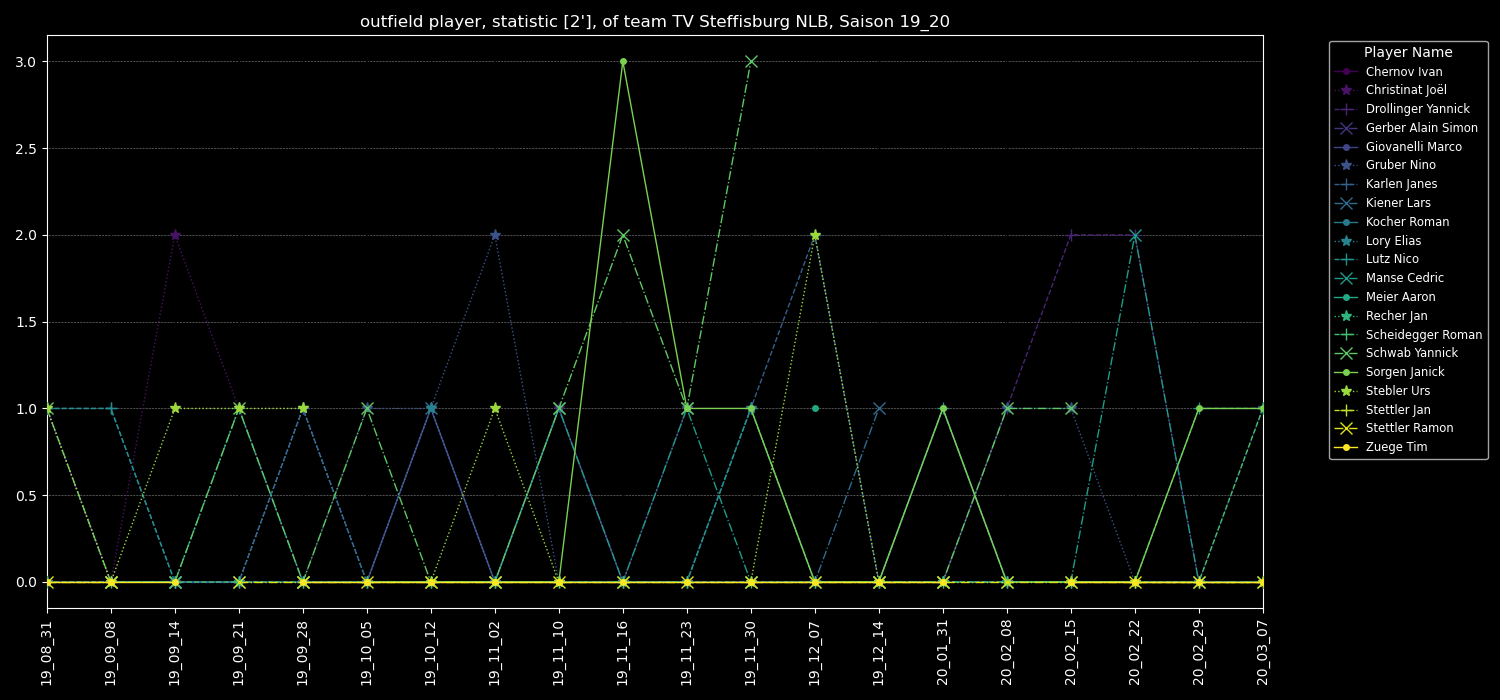 outfield player, statistic [2'], of team TV Steffisburg NLB, Saison 19_20
3.0
2.5
2.0
1.5
1.0
0.5
0.0
19_08_31
19_09_08
19_09_14
19_09_21
19_09_28
19_10_05
19_10_12
19_11_02
19_11_10
19_11_16
19_11_23
19_11_30
19_12_07
19_12_14
20_01_31
20_02_08
20_02_15
20_02_22
20_02_29
20_03_07
Player Name
Chernov Ivan
Christinat Joël
Drollinger Yannick
Gerber Alain Simon
Giovanelli Marco
Gruber Nino
Karlen Janes
Kiener Lars
Kocher Roman
Lory Elias
Lutz Nico
Manse Cedric
Meier Aaron
Recher Jan
Scheidegger Roman
Schwab Yannick
Sorgen Janick
Stebler Urs
Stettler Jan
Stettler Ramon
Zuege Tim